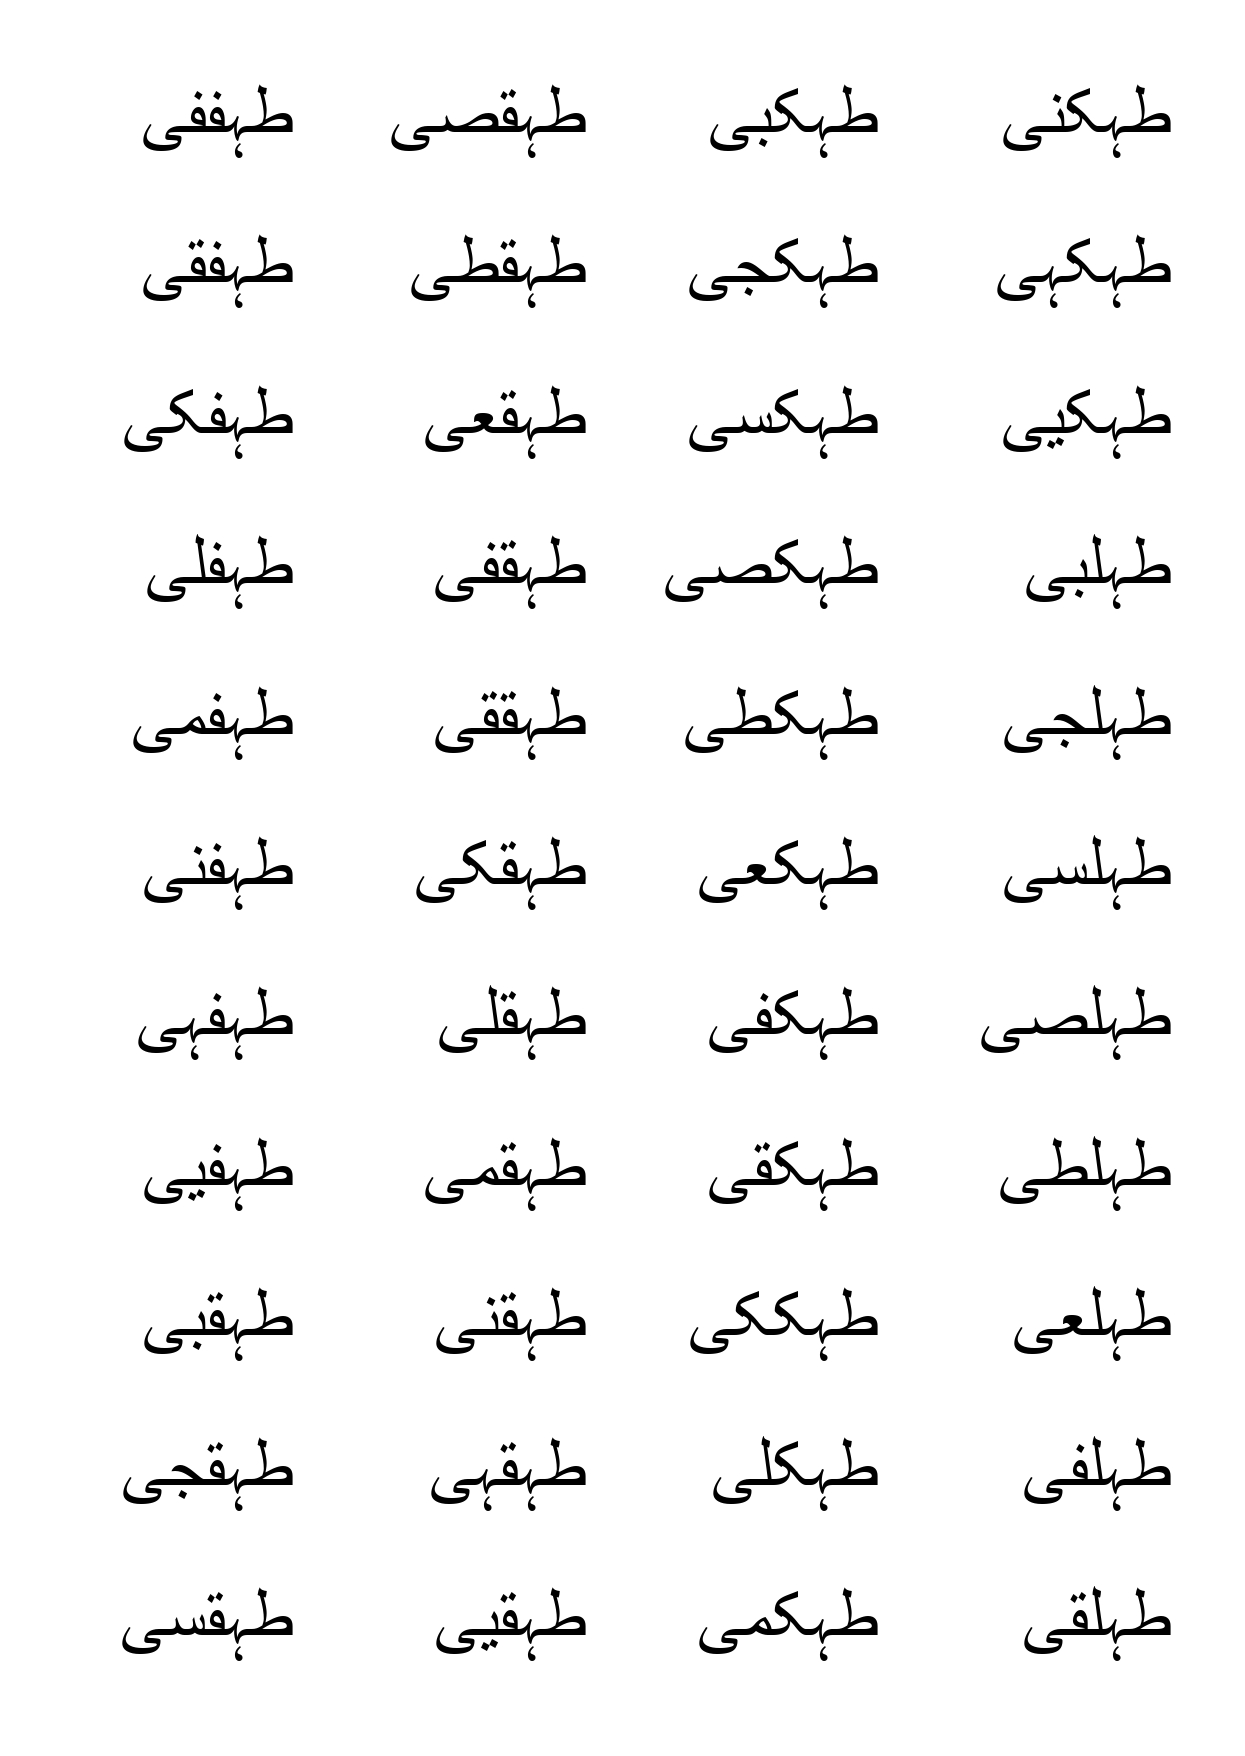 طہکنی طہکبی طہقصی طہففی
طہکہی طہکجی طہقطی طہفقی
طہکیی طہکسی طہقعی طہفکی
طہلبی طہکصی طہقفی طہفلی
طہلجی طہکطی طہققی طہفمی
طہلسی طہکعی طہقکی طہفنی
طہلصی طہکفی طہقلی طہفہی
طہلطی طہکقی طہقمی طہفیی
طہلعی طہککی طہقنی طہقبی
طہلفی طہکلی طہقہی طہقجی
طہلقی طہکمی طہقیی طہقسی